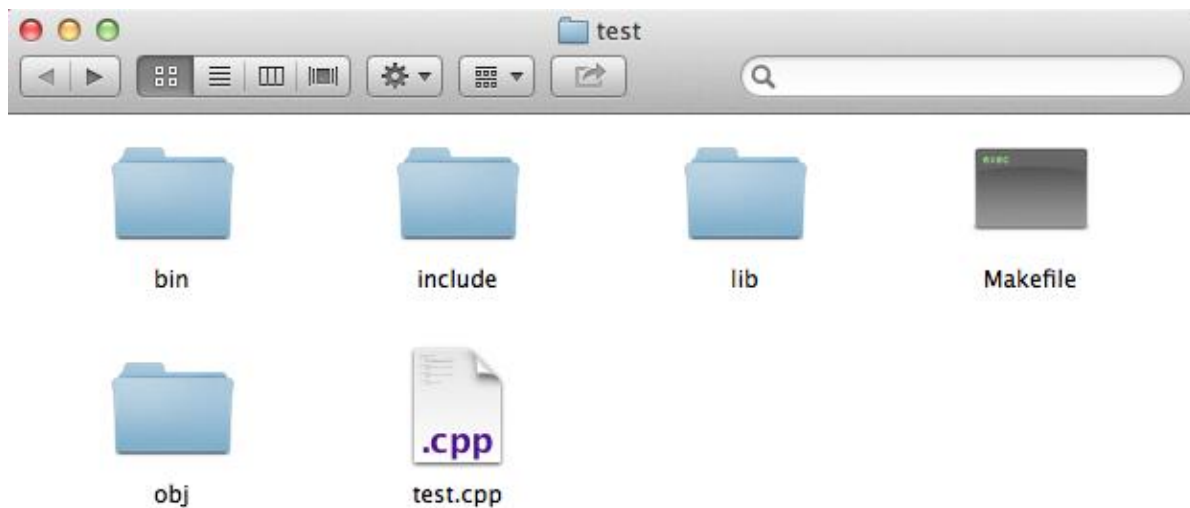 test
bin
include
lib
exec
Makefile
.cpp
obj
test.cpp